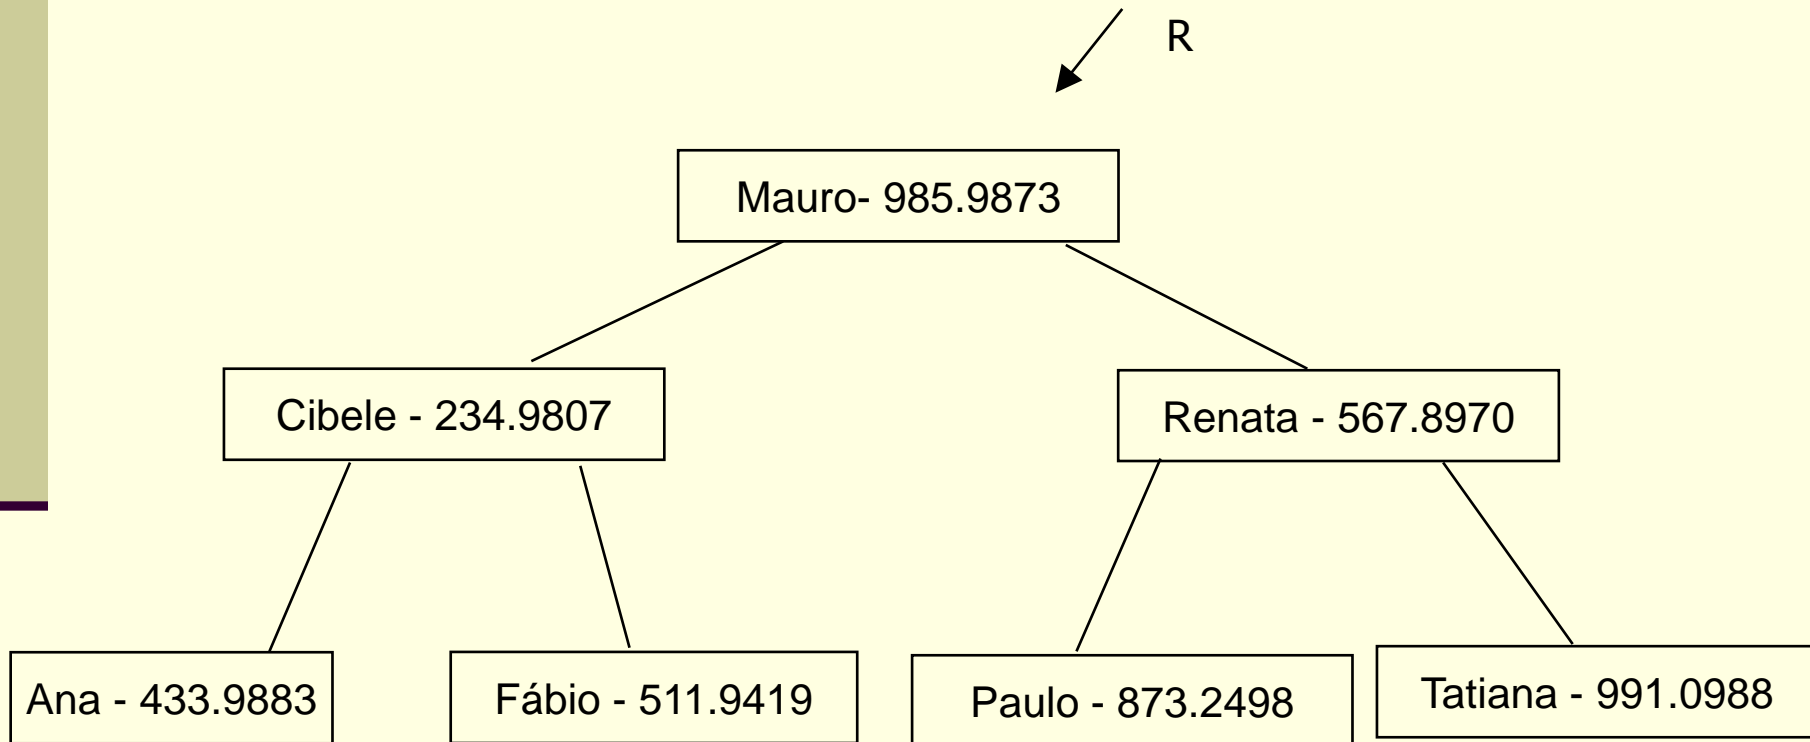 R
Mauro- 985.9873
Cibele - 234.9807
Renata - 567.8970
Ana - 433.9883
Fábio - 511.9419
Paulo - 873.2498
Tatiana - 991.0988